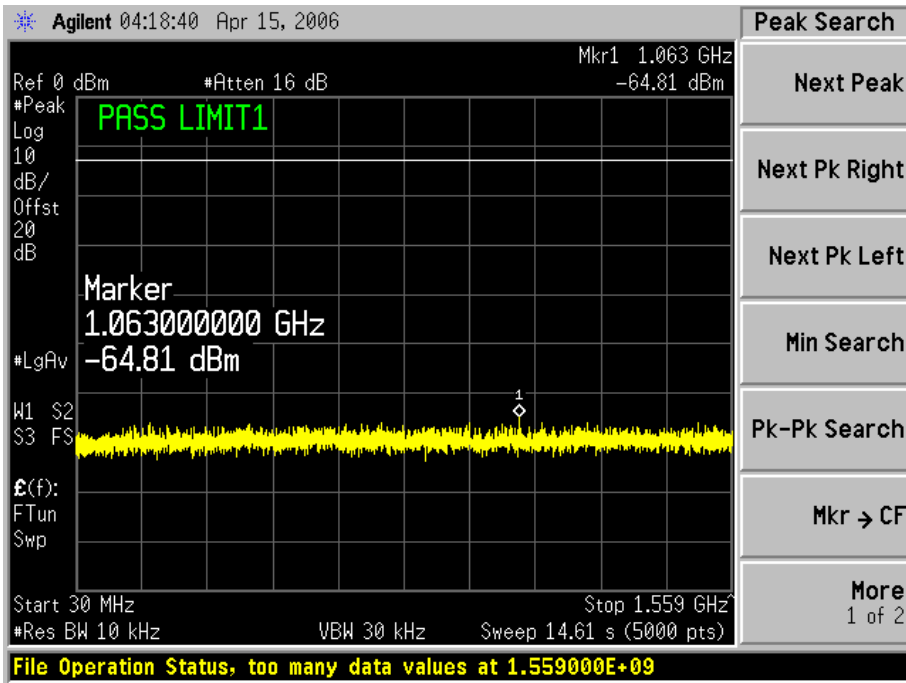 Agilent 04:18:40 Apr 15, 2006
Peak Search
Mkr1 1.063 GHz
Ref 0 dBm #Atten 16 dB -64.81 dBm
#Peak
Log
10
dB/
Offst
20
dB
PASS LIMIT1
Marker
1.063000000 GHz
-64.81 dBm
#LgAv
1
W1 S2
S3 FS
£(f):
FTun
Swp
Start 30 MHz Stop 1.559 GHz^
#Res BW 10 kHz VBW 30 kHz Sweep 14.61 s (5000 pts)
File Operation Status, too many data values at 1.559000E+09
Next Peak
Next Pk Right
Next Pk Left
Min Search
Pk-Pk Search
Mkr → CF
More
1 of 2